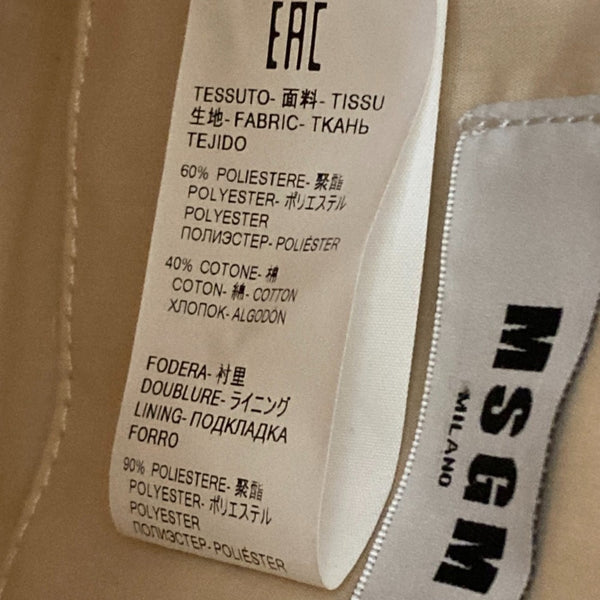 EAC
TESSUTO- 面料- TISSU
生地- FABRIC- ТКАНЬ
TEJIDO
60% POLIESTERE- 聚酯
POLYESTER- ポリエステル
POLYESTER
ПОЛИЭСТЕР- POLIÉSTER
40% COTONE- 棉
COTON- 綿- COTTON
ХЛОПОК- ALGODÓN
FODERA- 衬里
DOUBLURE- ライニング
LINING- ПОДКЛАДКА
FORRO
90% POLIESTERE- 聚酯
POLYESTER- ポリエステル
POLYESTER
ПОЛИЭСТЕР- POLIÉSTER
MSGM
MILANO